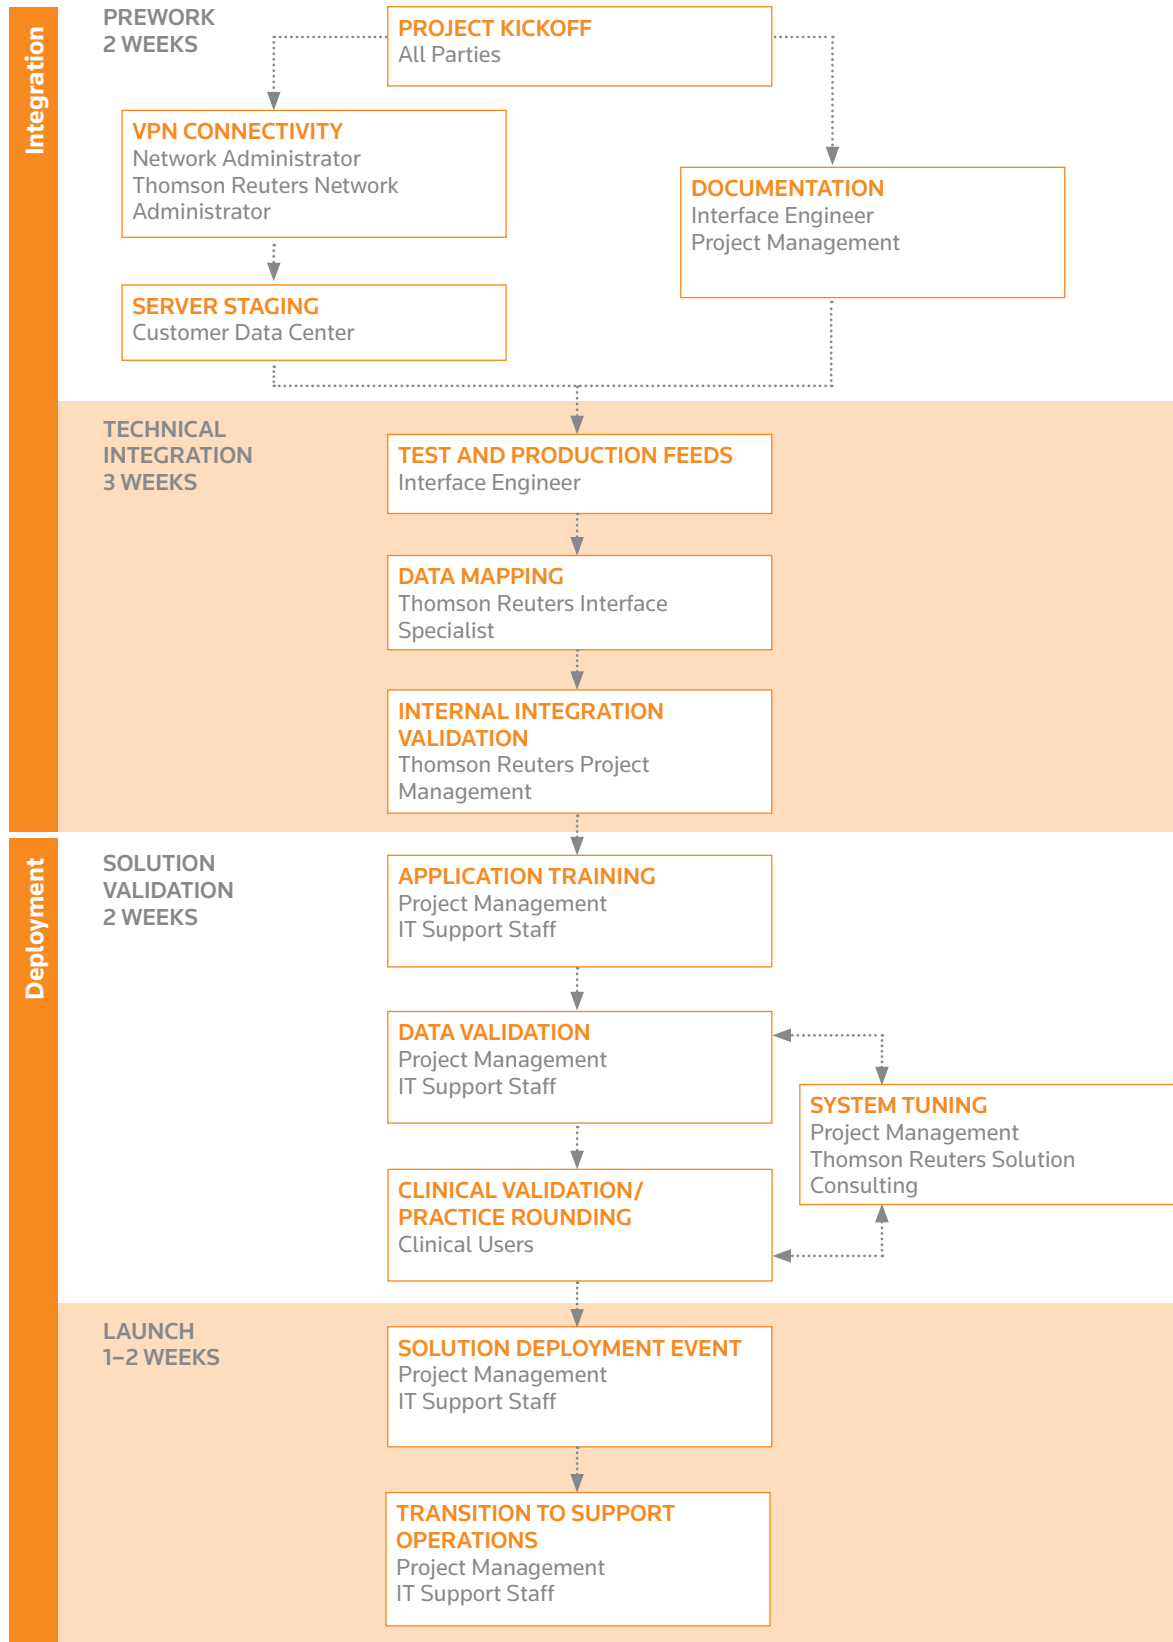 Integration
PREWORK
2 WEEKS
PROJECT KICKOFF
All Parties
VPN CONNECTIVITY
Network Administrator
Thomson Reuters Network
Administrator
DOCUMENTATION
Interface Engineer
Project Management
SERVER STAGING
Customer Data Center
TECHNICAL
INTEGRATION
3 WEEKS
TEST AND PRODUCTION FEEDS
Interface Engineer
DATA MAPPING
Thomson Reuters Interface
Specialist
INTERNAL INTEGRATION
VALIDATION
Thomson Reuters Project
Management
Deployment
SOLUTION
VALIDATION
2 WEEKS
APPLICATION TRAINING
Project Management
IT Support Staff
DATA VALIDATION
Project Management
IT Support Staff
SYSTEM TUNING
Project Management
Thomson Reuters Solution
Consulting
CLINICAL VALIDATION/
PRACTICE ROUNDING
Clinical Users
LAUNCH
1–2 WEEKS
SOLUTION DEPLOYMENT EVENT
Project Management
IT Support Staff
TRANSITION TO SUPPORT
OPERATIONS
Project Management
IT Support Staff